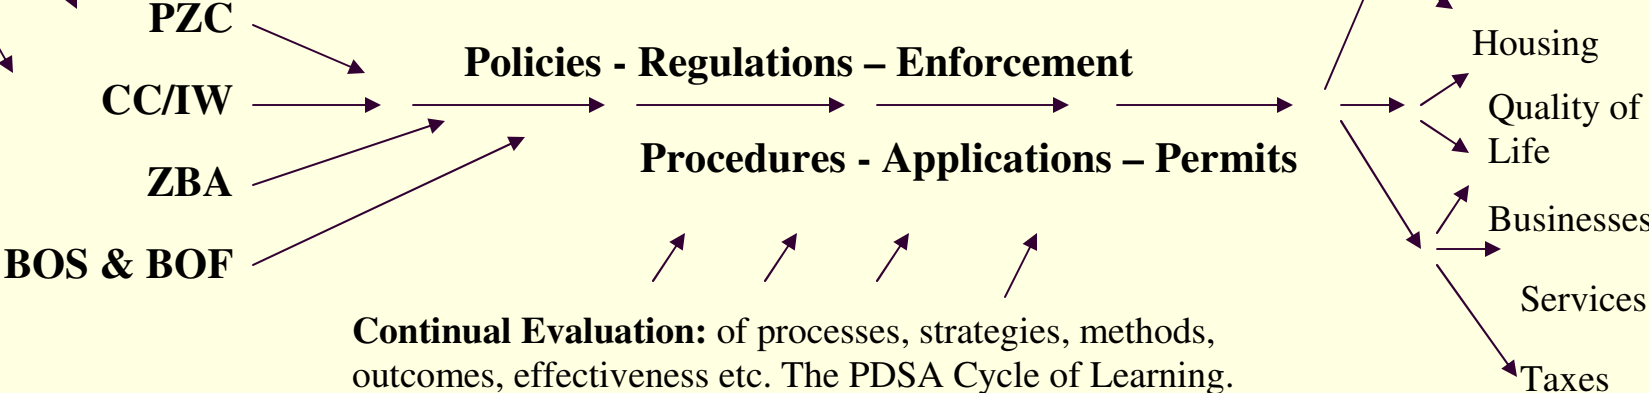 PZC
CC/IW
ZBA
BOS & BOF
Policies - Regulations – Enforcement
Procedures - Applications – Permits
Continual Evaluation: of processes, strategies, methods,
outcomes, effectiveness etc. The PDSA Cycle of Learning.
Housing
Quality of
Life
Businesses
Services
Taxes